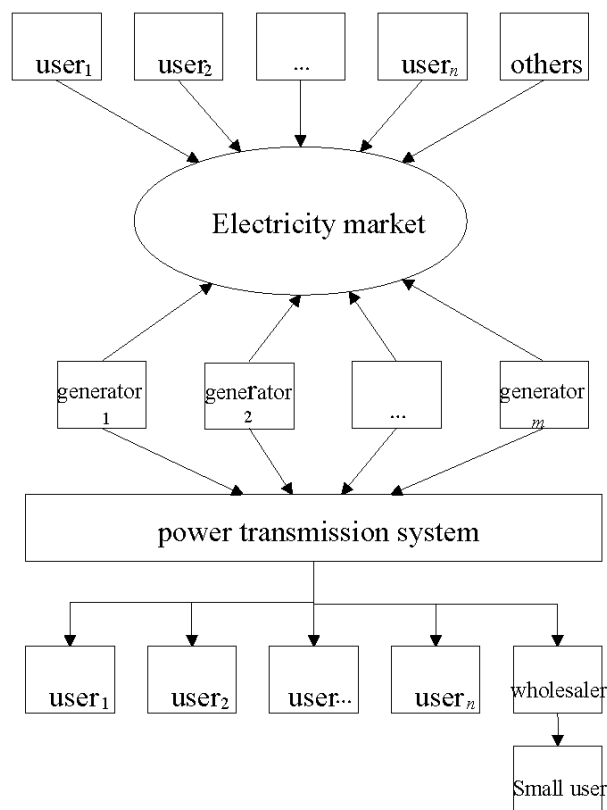 user₁ user₂ ... userₙ others
Electricity market
generator generator ... generator
1 2 m
power transmission system
user₁ user₂ user... userₙ wholesaler
Small user